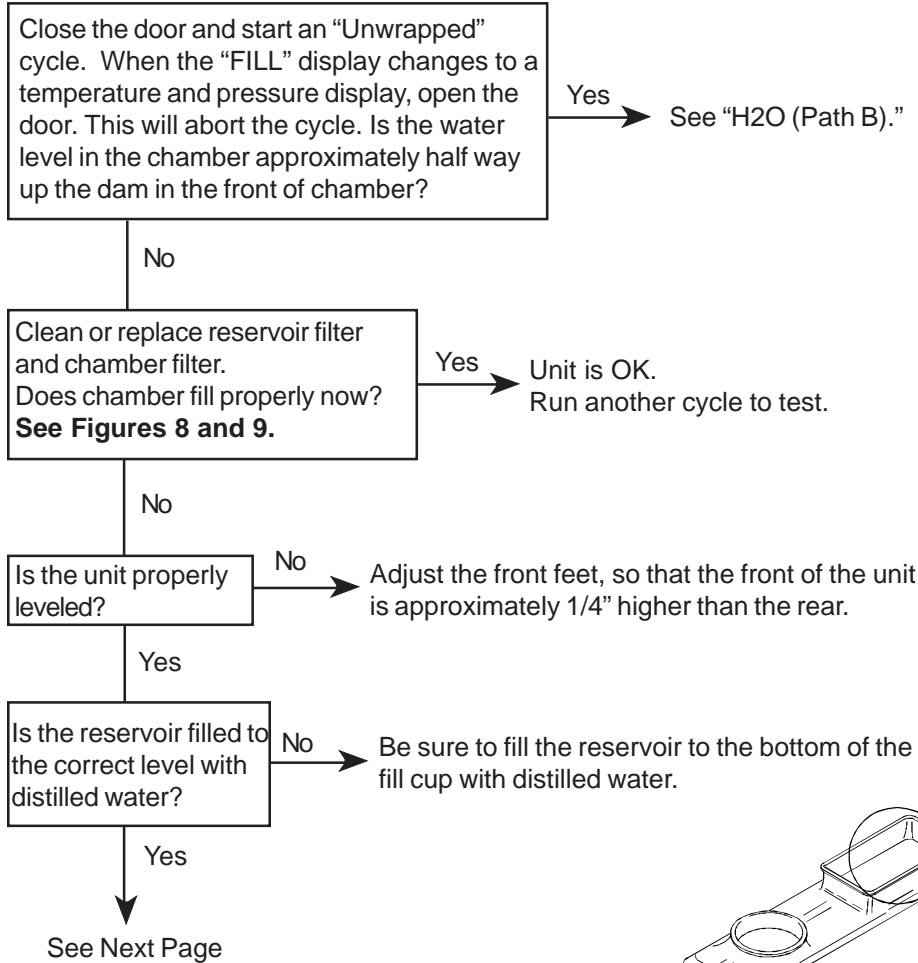 Close the door and start an “Unwrapped”
cycle.  When the “FILL” display changes to a
temperature and pressure display, open the
door. This will abort the cycle. Is the water
level in the chamber approximately half way
up the dam in the front of chamber?
Yes
See “H2O (Path B).”
No
Clean or replace reservoir filter
and chamber filter.
Does chamber fill properly now?
See Figures 8 and 9.
Yes
Unit is OK.
Run another cycle to test.
No
Is the unit properly
leveled?
No
Adjust the front feet, so that the front of the unit
is approximately 1/4” higher than the rear.
Yes
Is the reservoir filled to
the correct level with
distilled water?
No
Be sure to fill the reservoir to the bottom of the
fill cup with distilled water.
Yes
See Next Page